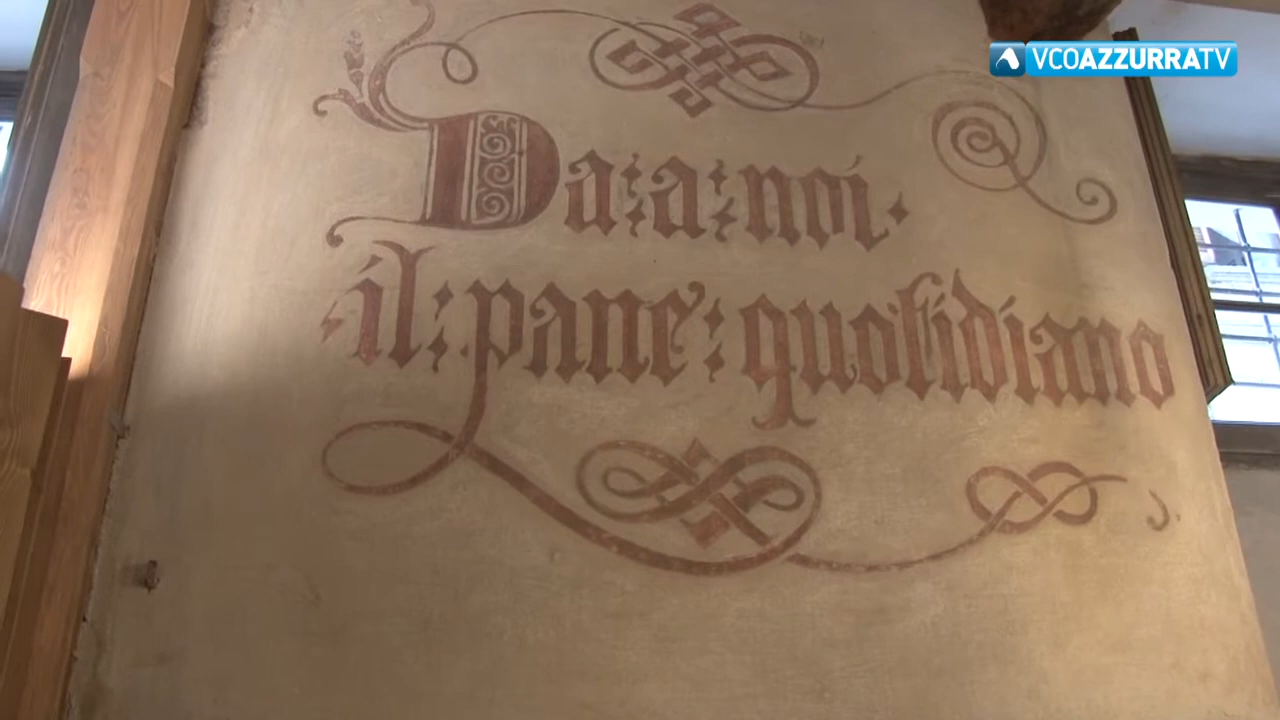 VCOAZZURRATV
Da : a : noi .
il : pane : quotidiano